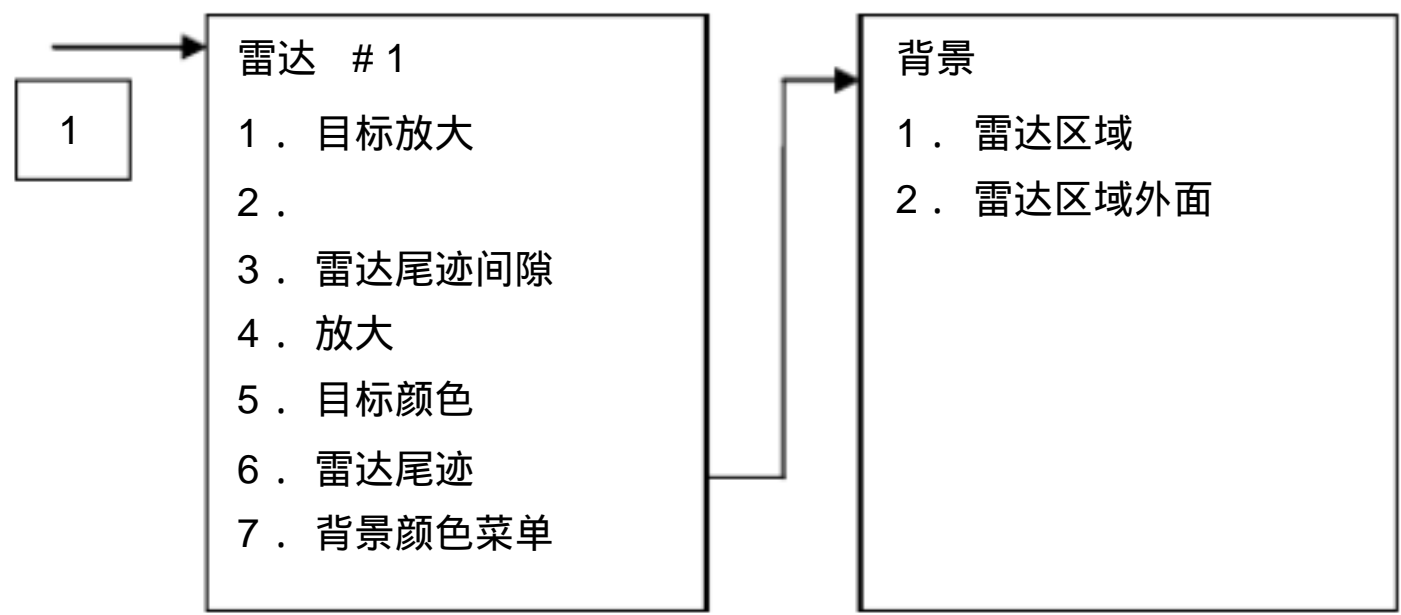 1
雷达 #1
1. 目标放大
2.
3. 雷达尾迹间隙
4. 放大
5. 目标颜色
6. 雷达尾迹
7. 背景颜色菜单
背景
1. 雷达区域
2. 雷达区域外面